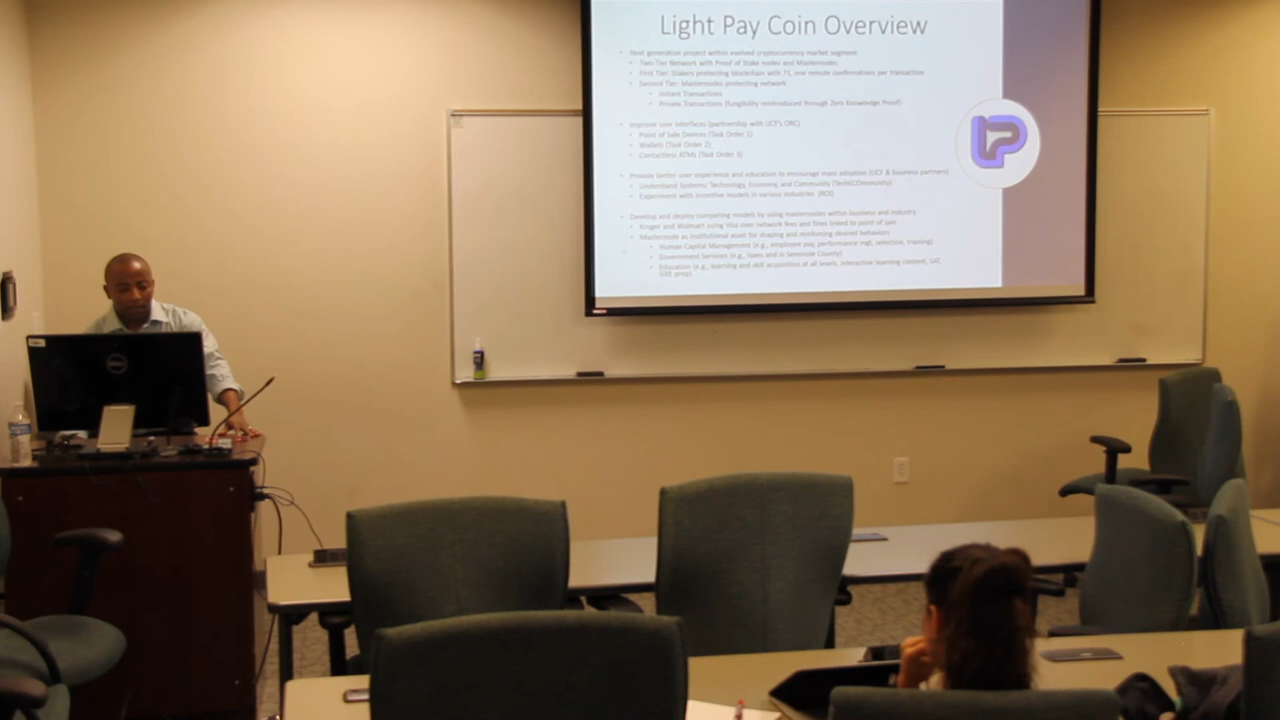 Light Pay Coin Overview
Next generation project within evolved cryptocurrency market segment
Two-Tier Network with Proof of Stake nodes and Masternodes
First Tier: Stakers protecting blockchain with 71, one minute confirmations per transaction
Second Tier: Masternodes protecting network
Instant Transactions
Private Transactions (fungibility reintroduced through Zero Knowledge Proof)
Improve user interfaces (partnership with UCF's ORC)
Point of Sale Devices (Task Order 1)
Wallets (Task Order 2)
Contactless ATMs (Task Order 3)
Provide better user experience and education to encourage mass adoption (UCF & business partners)
Understand Systems: Technology, Economy, and Community (TechECOmmunity)
Experiment with incentive models in various industries (ROI)
Develop and deploy competing models by using masternodes within business and industry
Kroger and Walmart using Visa over network fees and fines linked to point of sale
Masternode as institutional asset for shaping and reinforcing desired behaviors
Human Capital Management (e.g., employee pay, performance mgt, selection, training)
Government Services (e.g., taxes and in Seminole County)
Education (e.g., learning and skill acquisition at all levels, interactive learning content, SAT,
GRE prep)
LP
DELL